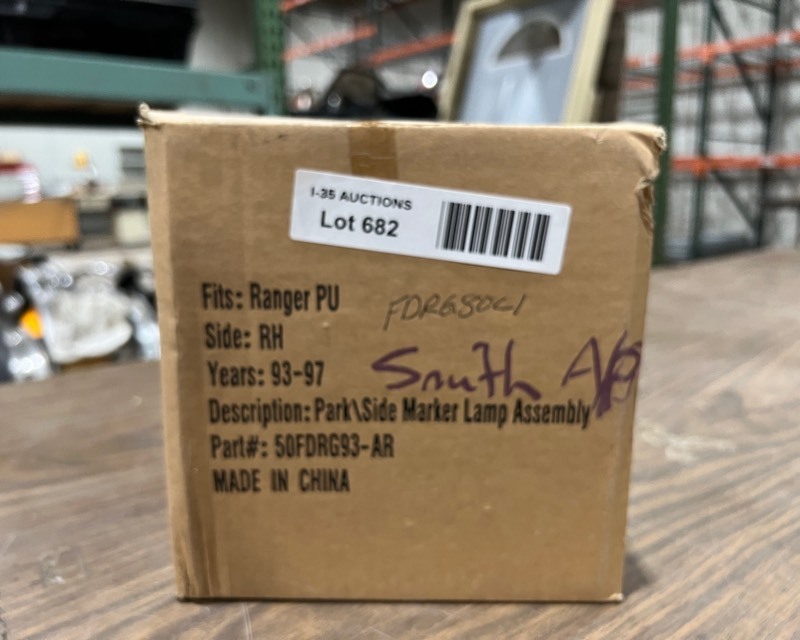 I-35 AUCTIONS
Lot 682
Fits: Ranger PU
Side: RH
Years: 93-97
South
Description: Park\Side Marker Lamp Assembly
Part#: 50FDRG93-AR
MADE IN CHINA